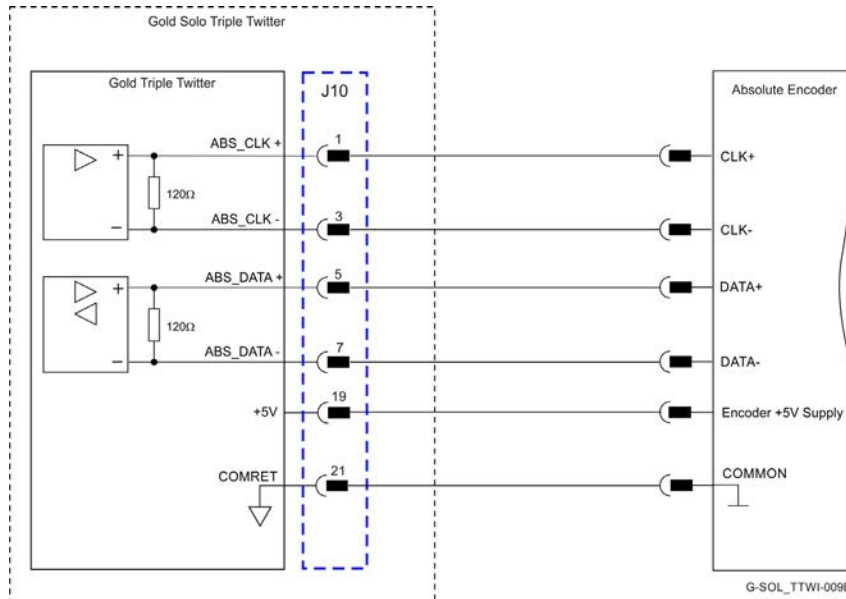 Gold Solo Triple Twitter
Gold Triple Twitter
J10
Absolute Encoder
ABS_CLK + 1
+
CLK+
120Ω
ABS_CLK - 3
−
CLK-
ABS_DATA + 5
+
DATA+
120Ω
ABS_DATA - 7
−
DATA-
+5V 19
Encoder +5V Supply
COMRET 21
COMMON